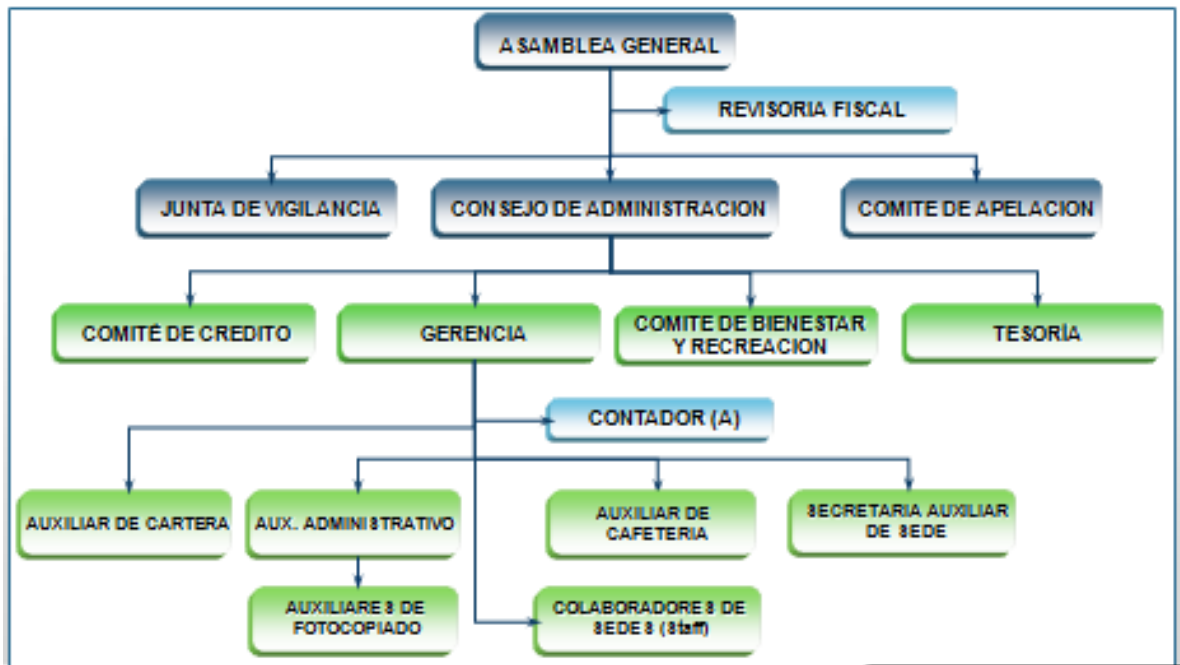 ASAMBLEA GENERAL
REVISORIA FISCAL
JUNTA DE VIGILANCIA
CONSEJO DE ADMINISTRACION
COMITE DE APELACION
COMITÉ DE CREDITO
GERENCIA
COMITE DE BIENESTAR
Y RECREACION
TESORÍA
CONTADOR (A)
AUXILIAR DE CARTERA
AUX.. ADMINISTRATIVO
AUXILIAR DE
CAFETERIA
SECRETARIA AUXILIAR
DE SEDE
AUXILIARES DE
FOTOCOPIADO
COLABORADORES DE
SEDES (Staff)